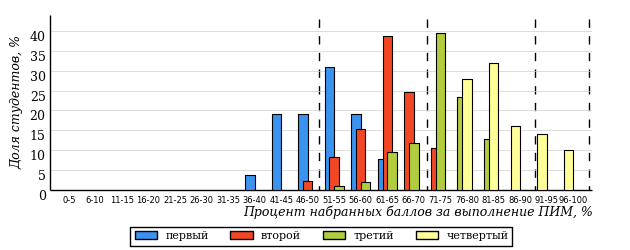 Доля студентов, %
40
35
30
25
20
15
10
5
0
0-5 6-10 11-15 16-20 21-25 26-30 31-35 36-40 41-45 46-50 51-55 56-60 61-65 66-70 71-75 76-80 81-85 86-90 91-95 96-100
Процент набранных баллов за выполнение ПИМ, %
первый второй третий четвертый